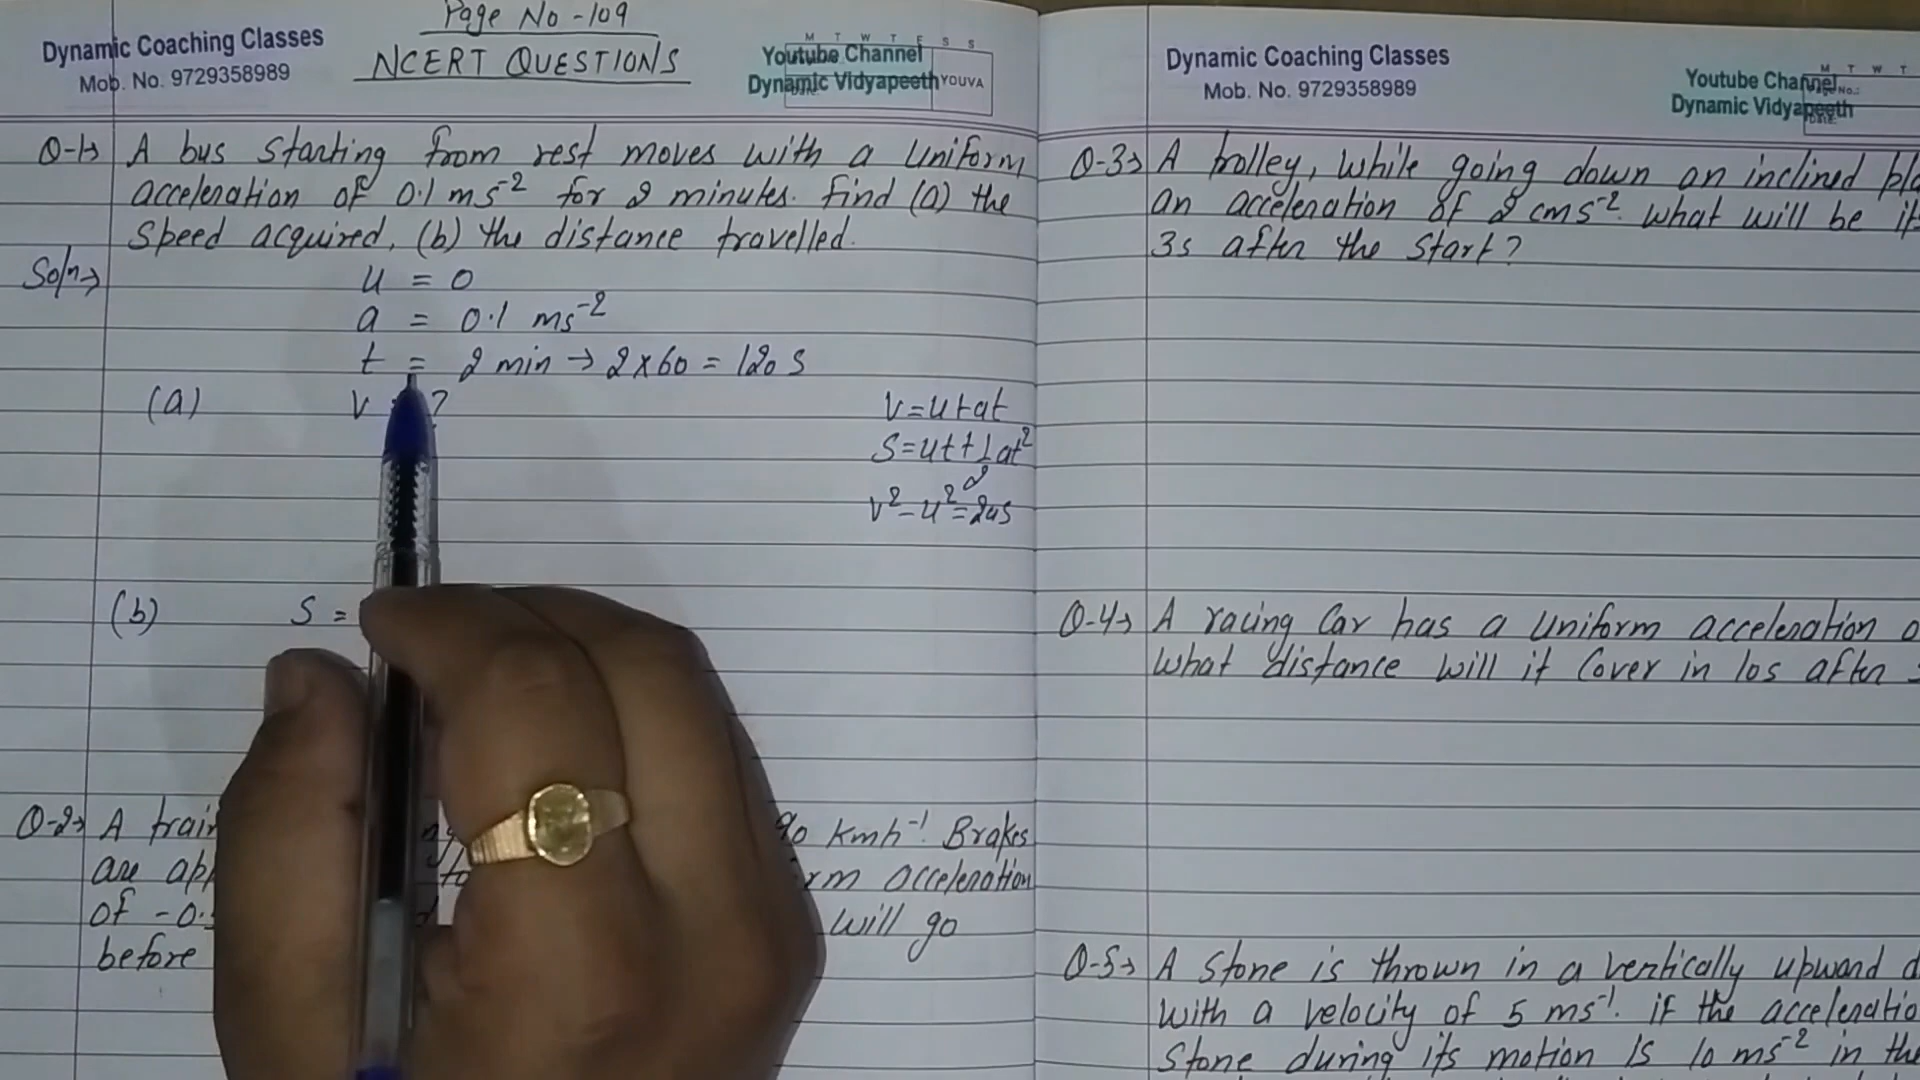 Page No-109
NCERT QUESTIONS
Dynamic Coaching Classes
Mob. No. 9729358989
Youtube Channel
Dynamic Vidyapeeth
M T W T F S S
YOUVA
Q-1→ A bus starting from rest moves with a uniform
acceleration of 0.1 ms⁻² for 2 minutes. find (a) the
speed acquired, (b) the distance travelled.
Soln→
u = 0
a = 0.1 ms⁻²
t = 2 min → 2×60 = 120 s
(a) v ?
v=u+at
s=ut+1/2at²
v²-u²=2as
(b) s =
Q-2→ A 90 kmh⁻¹. Brakes
are acceleration
of will go
before
Dynamic Coaching Classes
Mob. No. 9729358989
Youtube Channel
Dynamic Vidyapeeth
M T W T
Q-3→ A trolley, while going down an inclined
an acceleration of 2 cms⁻². what will be
3s after the start?
Q-4→ A racing Car has a uniform acceleration
what distance will it Cover in 10s after
Q-5→ A stone is thrown in a vertically upward
with a velocity of 5 ms⁻¹. if the
stone during its motion is 10 ms⁻² in the